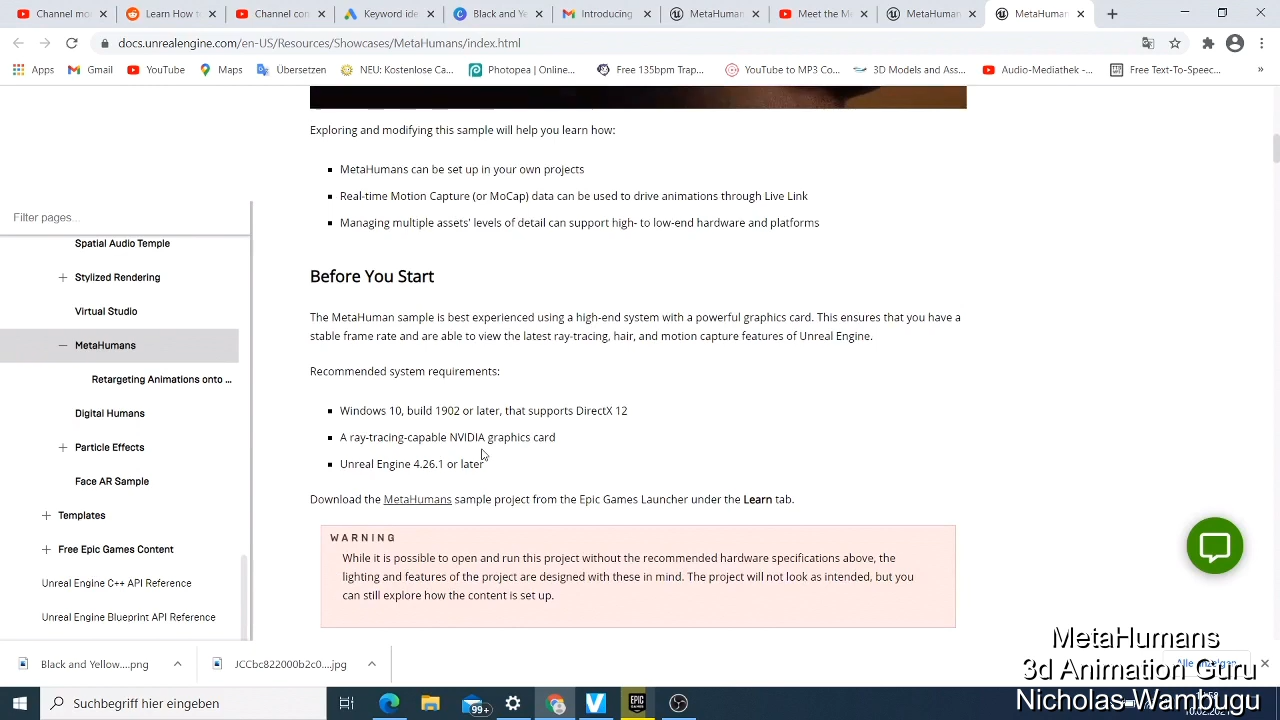 Channel me
Learn How to
Channel con
Keyword ide
Black and Ye
Introducing
MetaHuman
Meet the Me
MetaHuman
MetaHuman
docs.unrealengine.com/en-US/Resources/Showcases/MetaHumans/index.html
Apps Gmail YouTube Maps Übersetzen NEU: Kostenlose Ca... Photopea | Online... Free 135bpm Trap... YouTube to MP3 Co... 3D Models and Ass... Audio-Mediathek -... Free Text-To-Speec...
Exploring and modifying this sample will help you learn how:
MetaHumans can be set up in your own projects
Real-time Motion Capture (or MoCap) data can be used to drive animations through Live Link
Managing multiple assets' levels of detail can support high- to low-end hardware and platforms
Filter pages...
Spatial Audio Temple
Stylized Rendering
Virtual Studio
MetaHumans
Retargeting Animations onto ...
Digital Humans
Particle Effects
Face AR Sample
Templates
Free Epic Games Content
Unreal Engine C++ API Reference
Unreal Engine Blueprint API Reference
Before You Start
The MetaHuman sample is best experienced using a high-end system with a powerful graphics card. This ensures that you have a
stable frame rate and are able to view the latest ray-tracing, hair, and motion capture features of Unreal Engine.
Recommended system requirements:
Windows 10, build 1902 or later, that supports DirectX 12
A ray-tracing-capable NVIDIA graphics card
Unreal Engine 4.26.1 or later
Download the MetaHumans sample project from the Epic Games Launcher under the Learn tab.
WARNING
While it is possible to open and run this project without the recommended hardware specifications above, the
lighting and features of the project are designed with these in mind. The project will not look as intended, but you
can still explore how the content is set up.
Black and Yellow....png
JCCbc822000b2c0....jpg
Alle anzeigen
MetaHumans
3d Animation Guru
Nicholas Wambugu
Suchbegriff hier eingeben
99+
EPIC
GAMES
10.02.2021